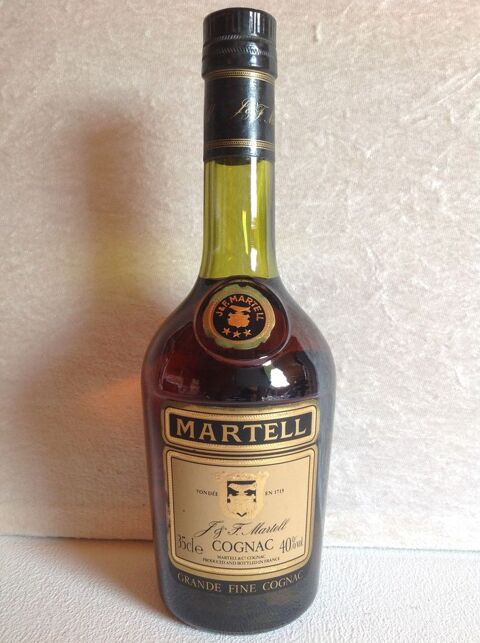 J&F
J&F. MARTELL
MARTELL
FONDÉE EN 1715
J & F. Martell
35cl e COGNAC 40% vol.
MARTELL & Cº COGNAC
PRODUCED AND BOTTLED IN FRANCE
GRANDE FINE COGNAC